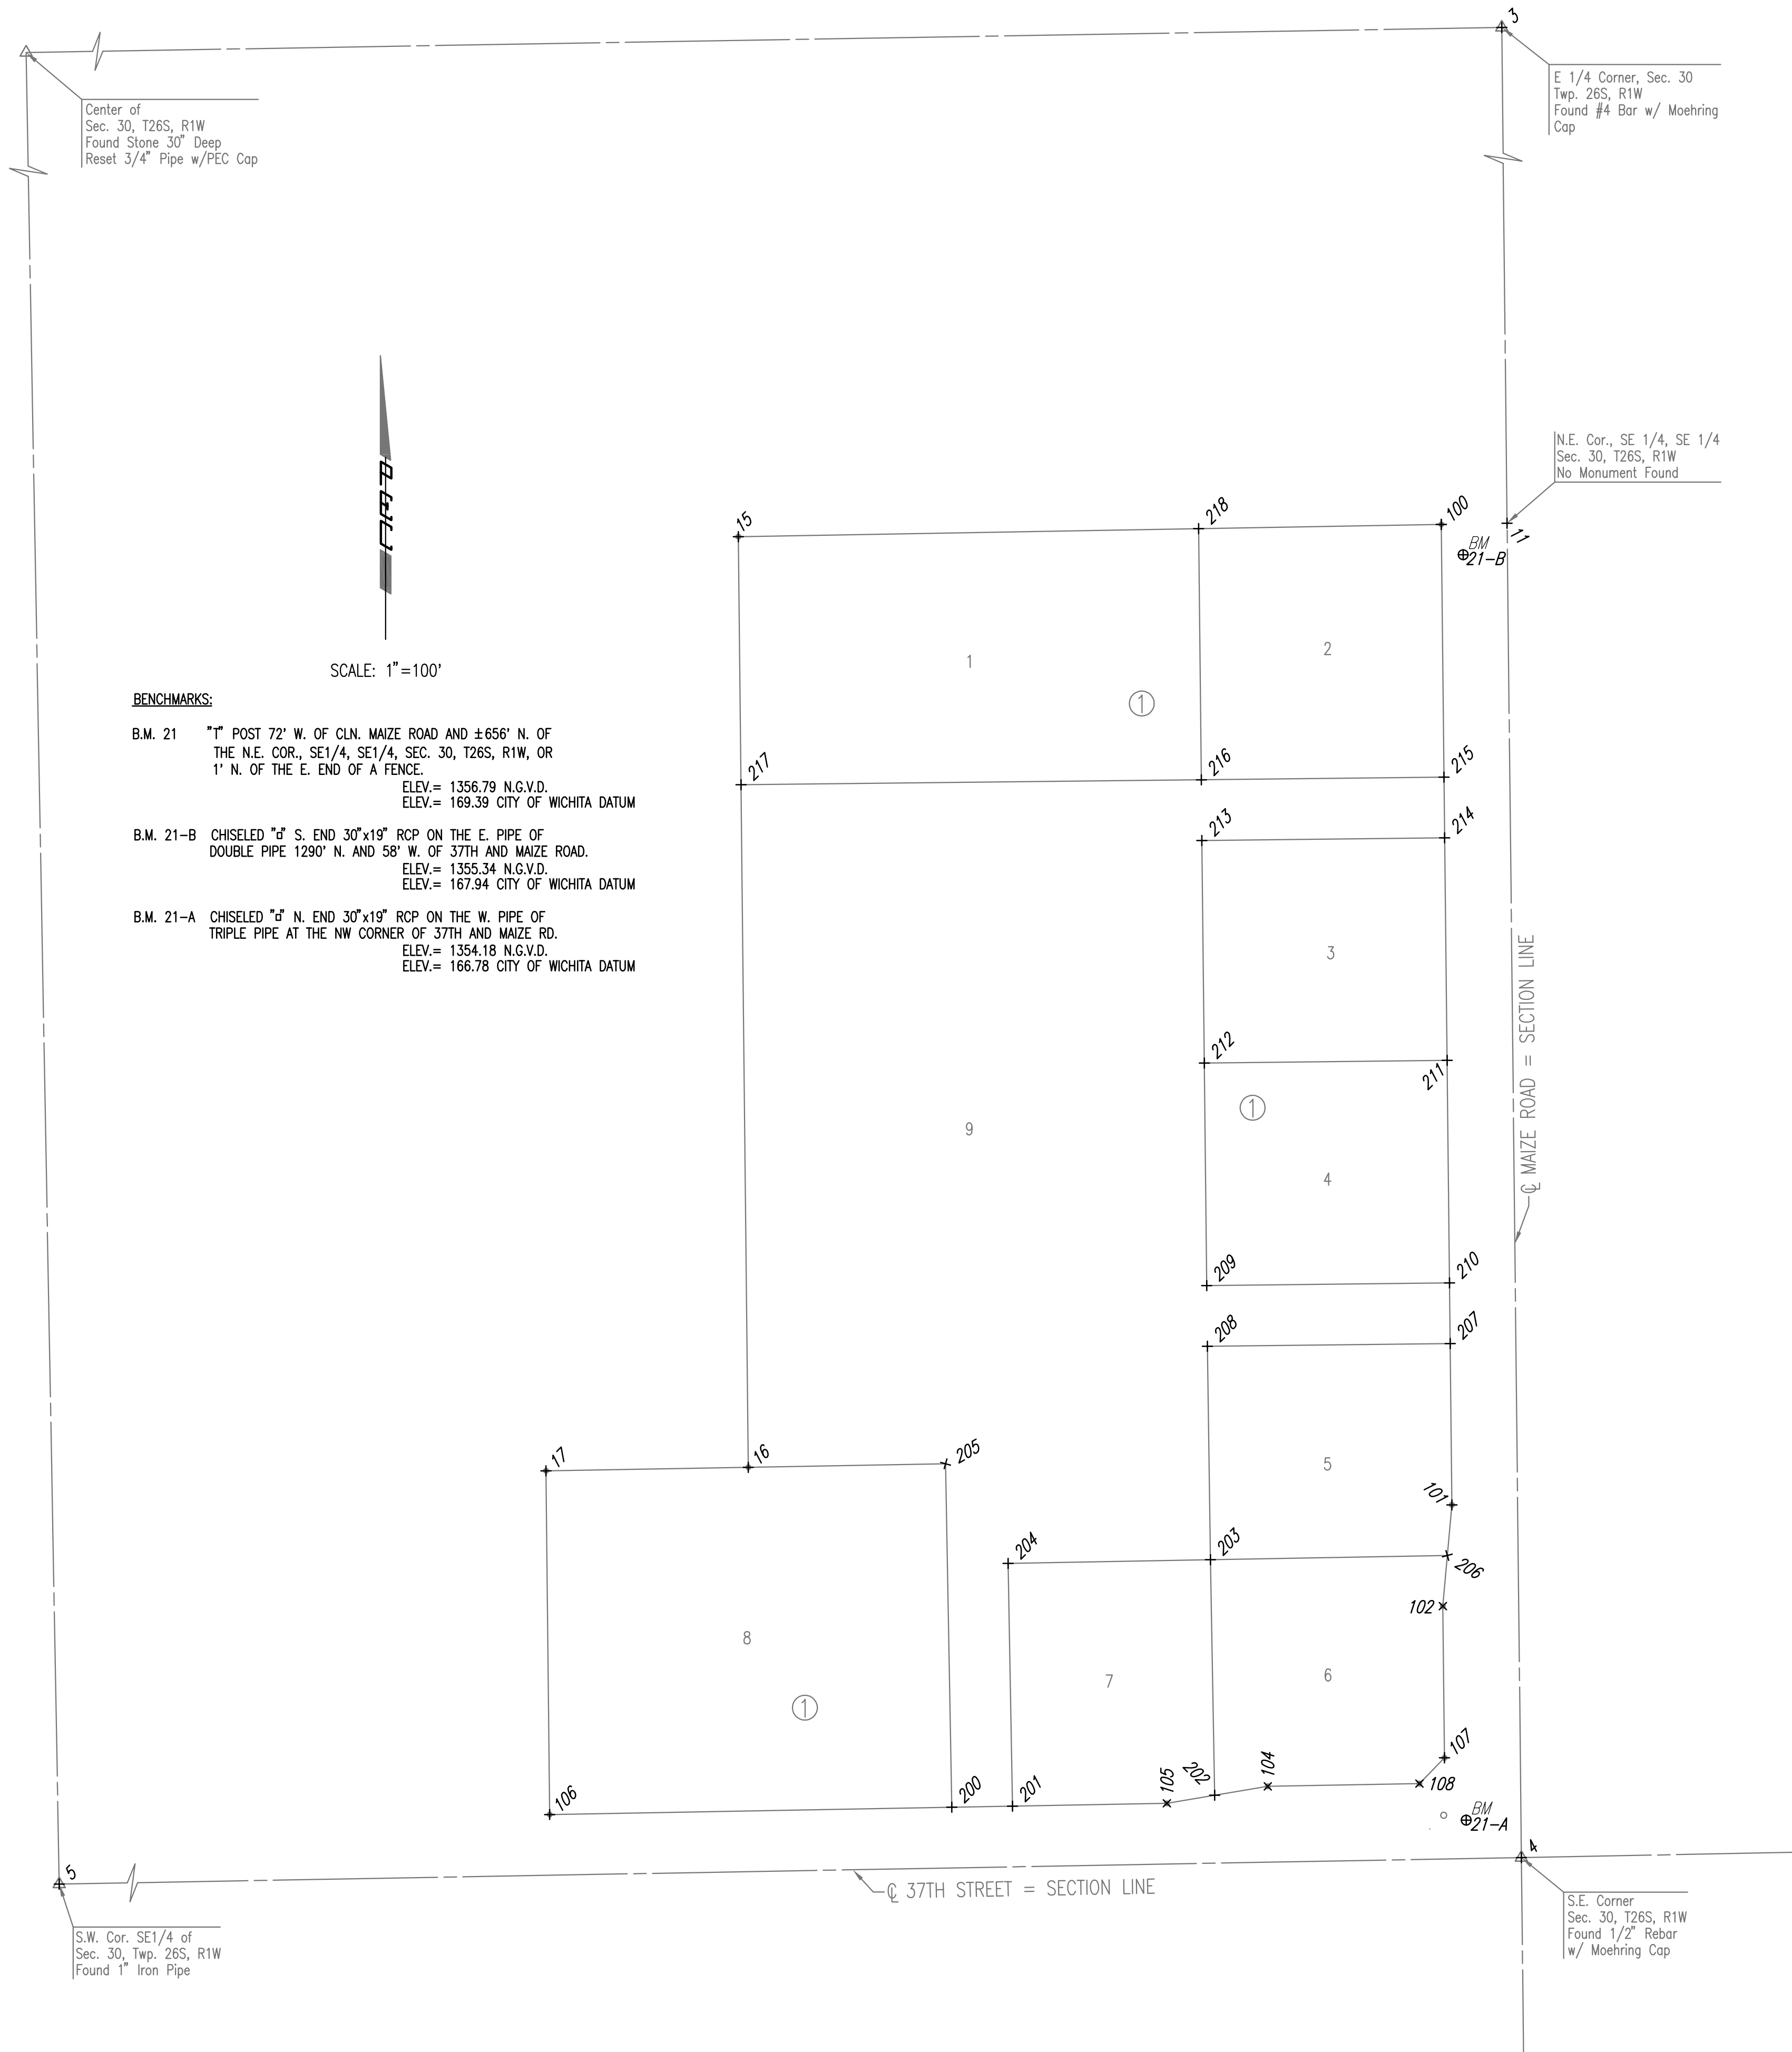 3
E 1/4 Corner, Sec. 30
Twp. 26S, R1W
Found #4 Bar w/ Moehring
Cap
Center of
Sec. 30, T26S, R1W
Found Stone 30" Deep
Reset 3/4" Pipe w/PEC Cap
N.E. Cor., SE 1/4, SE 1/4
Sec. 30, T26S, R1W
No Monument Found
15
218
100
11
BM
21-B
SCALE: 1"=100'
1
2
1
BENCHMARKS:
B.M. 21 "T" POST 72' W. OF CLN. MAIZE ROAD AND ±656' N. OF
THE N.E. COR., SE1/4, SE1/4, SEC. 30, T26S, R1W, OR
1' N. OF THE E. END OF A FENCE.
ELEV.= 1356.79 N.G.V.D.
ELEV.= 169.39 CITY OF WICHITA DATUM
B.M. 21-B CHISELED "□" S. END 30"x19" RCP ON THE E. PIPE OF
DOUBLE PIPE 1290' N. AND 58' W. OF 37TH AND MAIZE ROAD.
ELEV.= 1355.34 N.G.V.D.
ELEV.= 167.94 CITY OF WICHITA DATUM
B.M. 21-A CHISELED "□" N. END 30"x19" RCP ON THE W. PIPE OF
TRIPLE PIPE AT THE NW CORNER OF 37TH AND MAIZE RD.
ELEV.= 1354.18 N.G.V.D.
ELEV.= 166.78 CITY OF WICHITA DATUM
217
216
215
213
214
3
212
211
1
9
4
℄ MAIZE ROAD = SECTION LINE
209
210
208
207
17
16
205
5
101
204
203
206
102
8
7
6
1
107
106
200
201
105
202
104
108
BM
21-A
5
4
℄ 37TH STREET = SECTION LINE
S.W. Cor. SE1/4 of
Sec. 30, Twp. 26S, R1W
Found 1" Iron Pipe
S.E. Corner
Sec. 30, T26S, R1W
Found 1/2" Rebar
w/ Moehring Cap